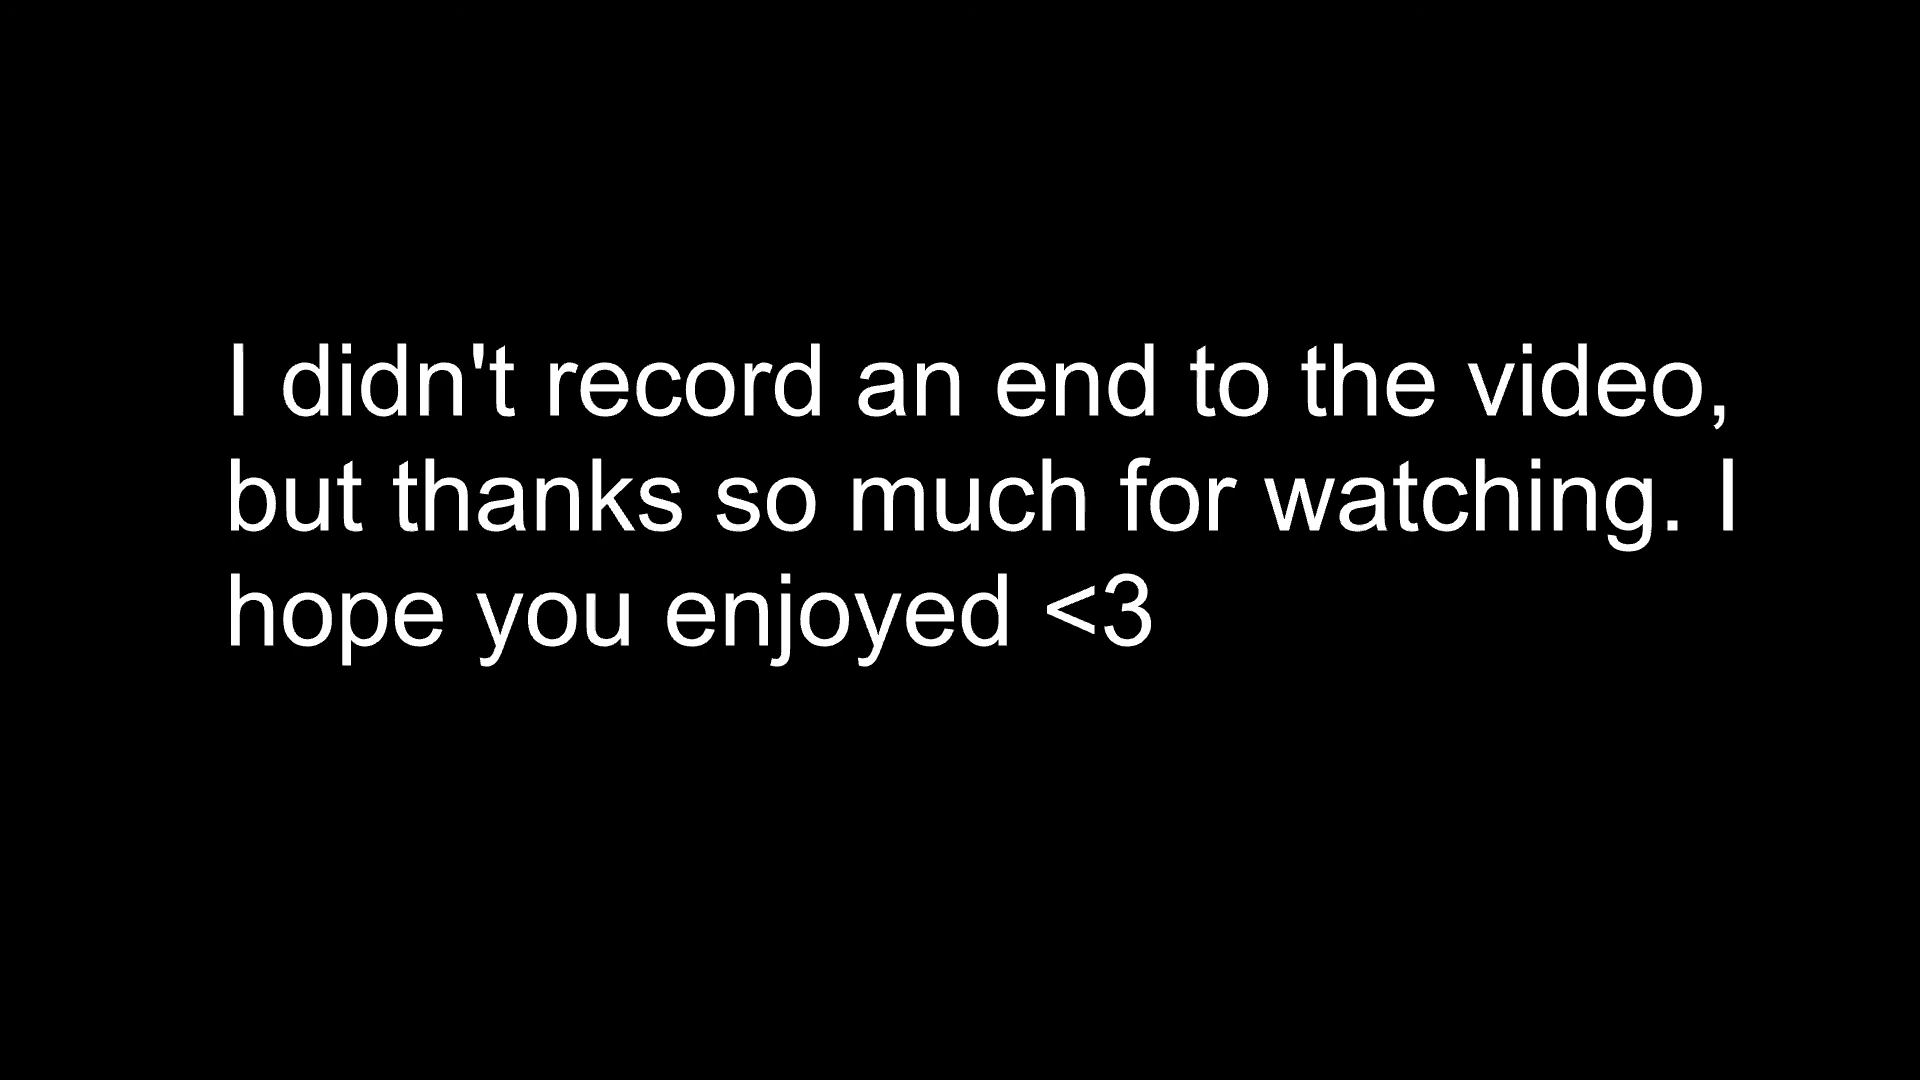 I didn't record an end to the video,
but thanks so much for watching. I
hope you enjoyed <3